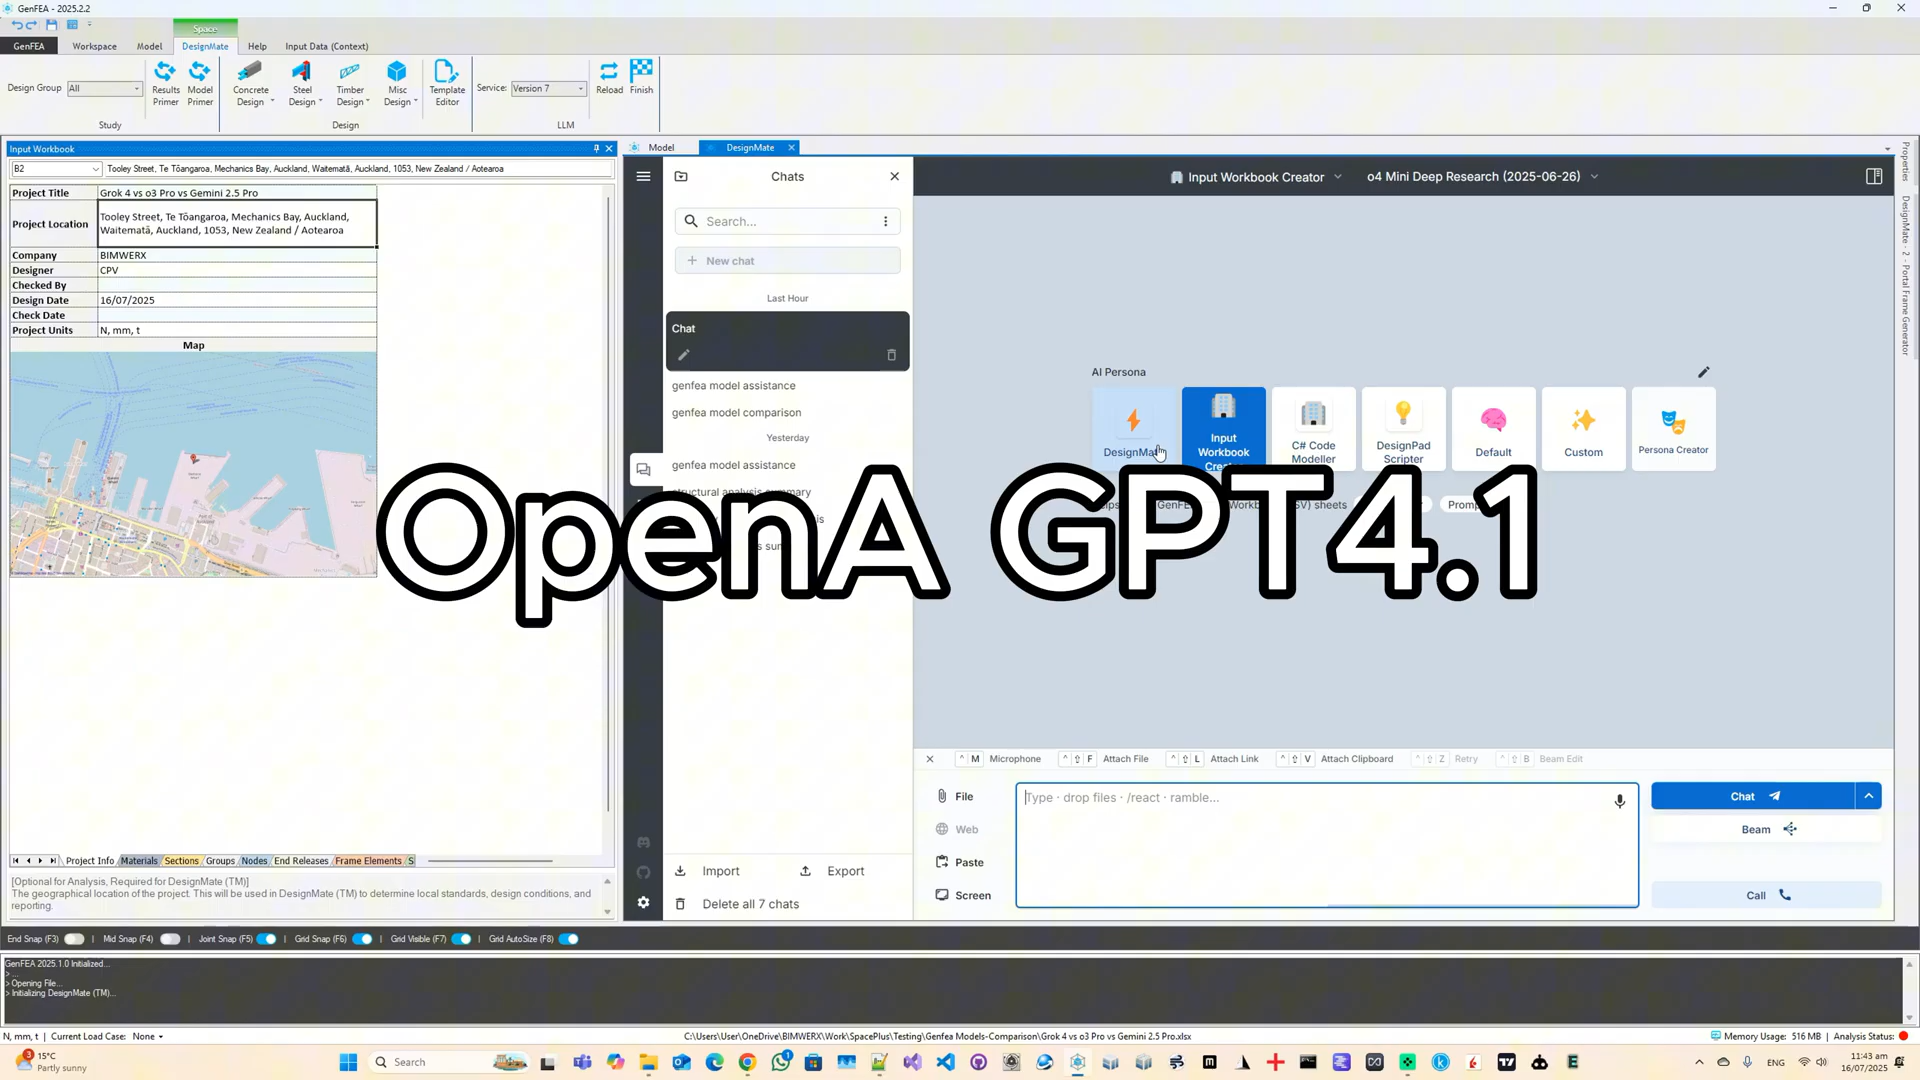 GenFEA - 2025.2.2
Space
GenFEA Workspace Model DesignMate Help Input Data (Context)
Design Group All
Results Primer
Model Primer
Study
Concrete Design
Steel Design
Timber Design
Misc Design
Design
Template Editor
Service: Version 7
Reload
Finish
LLM
Input Workbook
B2 Tooley Street, Te Tōangaroa, Mechanics Bay, Auckland, Waitematā, Auckland, 1053, New Zealand / Aotearoa
Project Title Grok 4 vs o3 Pro vs Gemini 2.5 Pro
Project Location Tooley Street, Te Tōangaroa, Mechanics Bay, Auckland,
Waitematā, Auckland, 1053, New Zealand / Aotearoa
Company BIMWERX
Designer CPV
Checked By
Design Date 16/07/2025
Check Date
Project Units N, mm, t
Map
Project Info Materials Sections Groups Nodes End Releases Frame Elements S
[Optional for Analysis, Required for DesignMate (TM)]
The geographical location of the project. This will be used in DesignMate (TM) to determine local standards, design conditions, and
reporting.
Model DesignMate
Chats
Search...
New chat
Last Hour
Chat
genfea model assistance
genfea model comparison
Yesterday
genfea model assistance
structural analysis summary
Import Export
Delete all 7 chats
Input Workbook Creator o4 Mini Deep Research (2025-06-26)
AI Persona
Input
Workbook
C# Code
Modeller
DesignPad
Scripter
Default
Custom
Persona Creator
OpenA GPT4.1
^ M Microphone ^ ⇧ F Attach File ^ ⇧ L Attach Link ^ ⇧ V Attach Clipboard ^ ⇧ Z Retry ^ ⇧ B Beam Edit
File
Web
Paste
Screen
Type · drop files · /react · ramble...
Chat
Beam
Call
Properties
DesignMate - 2 - Portal Frame Generator
End Snap (F3) Mid Snap (F4) Joint Snap (F5) Grid Snap (F6) Grid Visible (F7) Grid AutoSize (F8)
GenFEA 2025.1.0 Initialized...
> ...
> Opening File...
> Initializing DesignMate (TM)...
N, mm, t Current Load Case: None C:\Users\User\OneDrive\BIMWERX\Work\SpacePlus\Testing\Genfea Models-Comparison\Grok 4 vs o3 Pro vs Gemini 2.5 Pro.xlsx Memory Usage: 516 MB Analysis Status:
15°C
Partly sunny
Search
ENG
11:43 am
16/07/2025